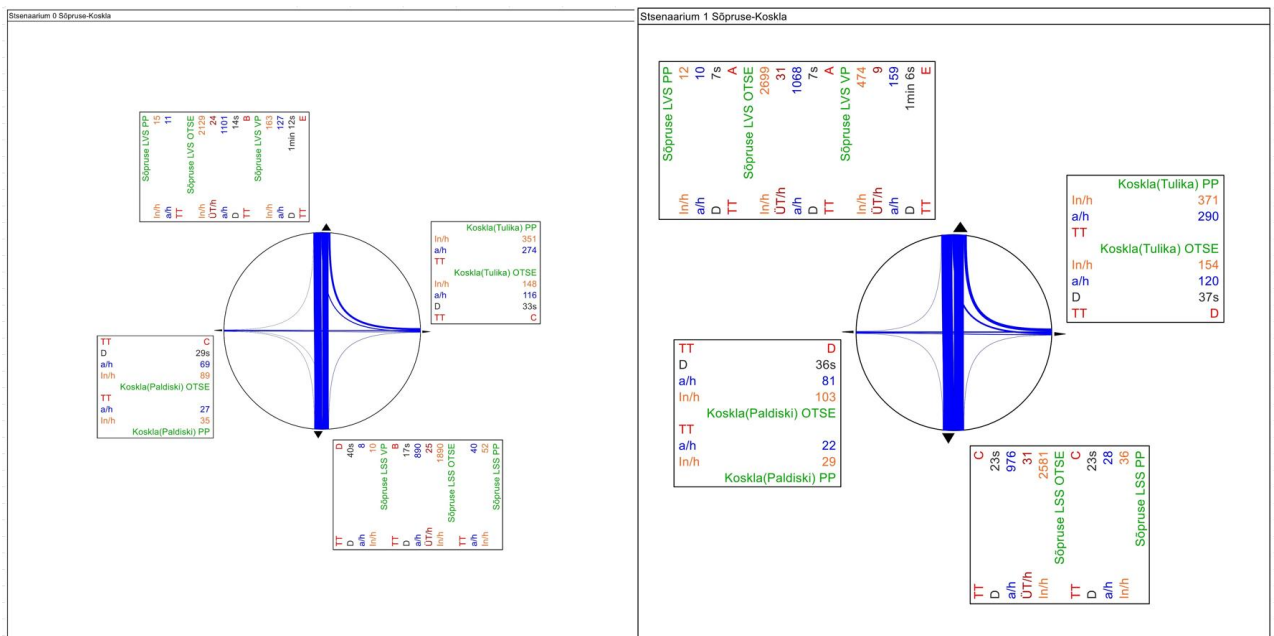 Stsenaarium 0 Sõpruse-Koskla
Sõpruse LVS PP
In/h 15
a/h 11
TT
Sõpruse LVS OTSE
In/h 2129
ÜT/h 24
a/h 1101
D 14s
TT B
Sõpruse LVS VP
In/h 163
a/h 127
D 1min 12s
TT E
Koskla(Tulika) PP
In/h 351
a/h 274
TT
Koskla(Tulika) OTSE
In/h 148
a/h 116
D 33s
TT C
TT C
D 29s
a/h 69
In/h 89
Koskla(Paldiski) OTSE
TT
a/h 27
In/h 35
Koskla(Paldiski) PP
TT D
D 40s
a/h 8
In/h 10
Sõpruse LSS VP
TT B
D 17s
a/h 890
ÜT/h 25
In/h 1890
Sõpruse LSS OTSE
TT
a/h 40
In/h 52
Sõpruse LSS PP
Stsenaarium 1 Sõpruse-Koskla
Sõpruse LVS PP
In/h 12
a/h 10
D 7s
TT A
Sõpruse LVS OTSE
In/h 2699
ÜT/h 31
a/h 1068
D 7s
TT A
Sõpruse LVS VP
In/h 474
ÜT/h 9
a/h 159
D 1min 6s
TT E
Koskla(Tulika) PP
In/h 371
a/h 290
TT
Koskla(Tulika) OTSE
In/h 154
a/h 120
D 37s
TT D
TT D
D 36s
a/h 81
In/h 103
Koskla(Paldiski) OTSE
TT
a/h 22
In/h 29
Koskla(Paldiski) PP
TT C
D 23s
a/h 976
ÜT/h 31
In/h 2581
Sõpruse LSS OTSE
TT C
D 23s
a/h 28
In/h 36
Sõpruse LSS PP